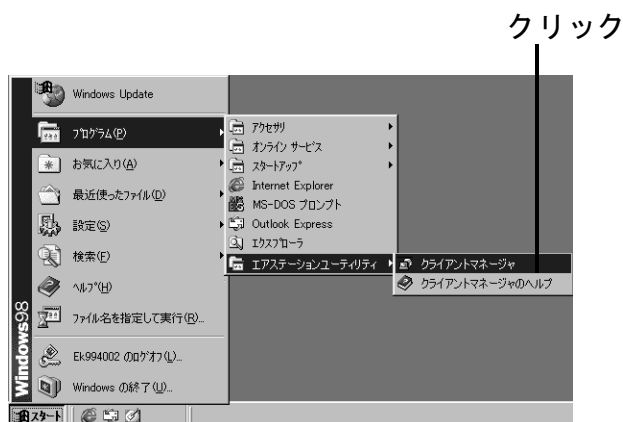 クリック
Windows Update
プログラム(P)
お気に入り(A)
最近使ったファイル(D)
設定(S)
検索(F)
ヘルプ(H)
ファイル名を指定して実行(R)...
Ek994002 のログオフ(L)...
Windows の終了(U)...
Windows98
スタート
アクセサリ
オンライン サービス
スタートアップ
Internet Explorer
MS-DOS プロンプト
Outlook Express
エクスプローラ
エアステーションユーティリティ
クライアントマネージャ
クライアントマネージャのヘルプ